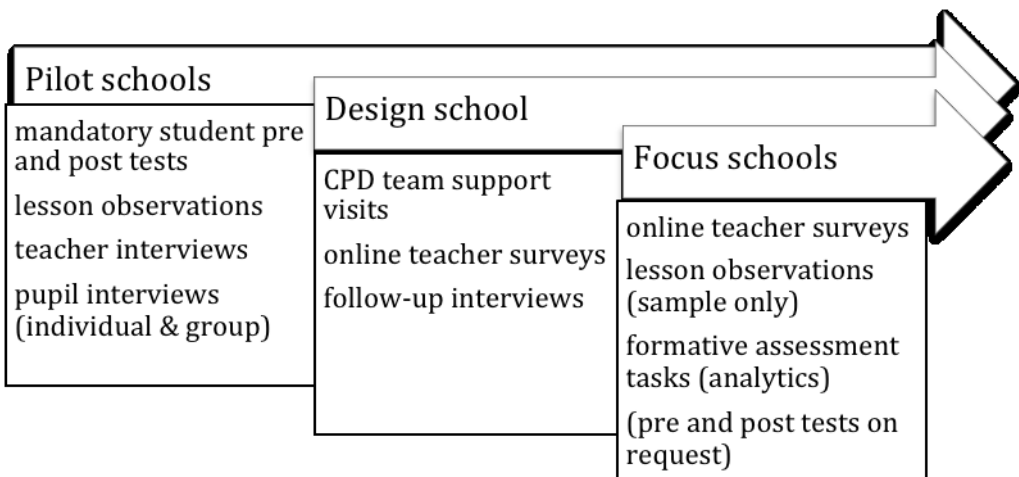 Pilot schools
mandatory student pre
and post tests
lesson observations
teacher interviews
pupil interviews
(individual & group)
Design school
CPD team support
visits
online teacher surveys
follow-up interviews
Focus schools
online teacher surveys
lesson observations
(sample only)
formative assessment
tasks (analytics)
(pre and post tests on
request)